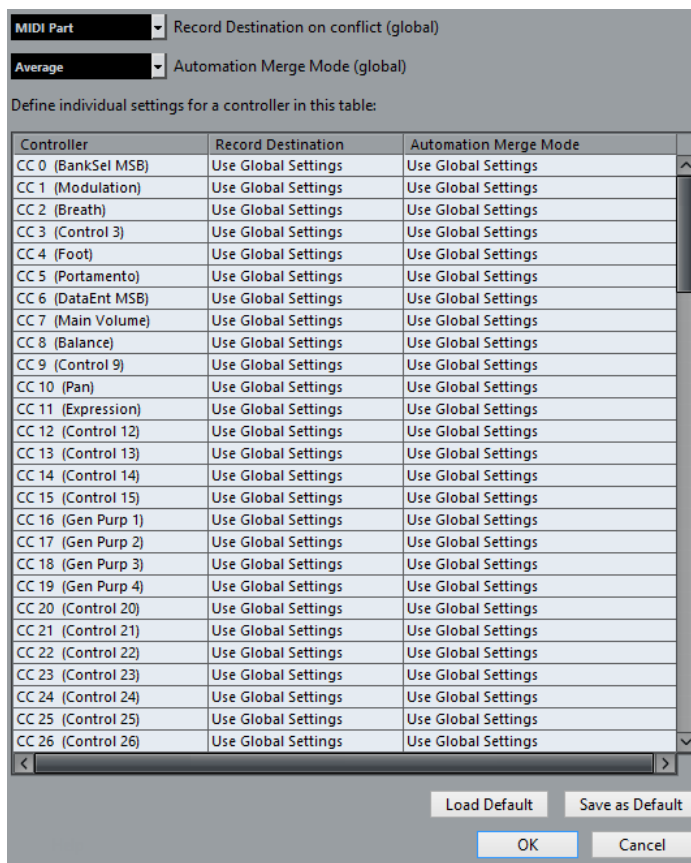 MIDI Part Record Destination on conflict (global)
Average Automation Merge Mode (global)
Define individual settings for a controller in this table:
Controller Record Destination Automation Merge Mode
CC 0 (BankSel MSB) Use Global Settings Use Global Settings
CC 1 (Modulation) Use Global Settings Use Global Settings
CC 2 (Breath) Use Global Settings Use Global Settings
CC 3 (Control 3) Use Global Settings Use Global Settings
CC 4 (Foot) Use Global Settings Use Global Settings
CC 5 (Portamento) Use Global Settings Use Global Settings
CC 6 (DataEnt MSB) Use Global Settings Use Global Settings
CC 7 (Main Volume) Use Global Settings Use Global Settings
CC 8 (Balance) Use Global Settings Use Global Settings
CC 9 (Control 9) Use Global Settings Use Global Settings
CC 10 (Pan) Use Global Settings Use Global Settings
CC 11 (Expression) Use Global Settings Use Global Settings
CC 12 (Control 12) Use Global Settings Use Global Settings
CC 13 (Control 13) Use Global Settings Use Global Settings
CC 14 (Control 14) Use Global Settings Use Global Settings
CC 15 (Control 15) Use Global Settings Use Global Settings
CC 16 (Gen Purp 1) Use Global Settings Use Global Settings
CC 17 (Gen Purp 2) Use Global Settings Use Global Settings
CC 18 (Gen Purp 3) Use Global Settings Use Global Settings
CC 19 (Gen Purp 4) Use Global Settings Use Global Settings
CC 20 (Control 20) Use Global Settings Use Global Settings
CC 21 (Control 21) Use Global Settings Use Global Settings
CC 22 (Control 22) Use Global Settings Use Global Settings
CC 23 (Control 23) Use Global Settings Use Global Settings
CC 24 (Control 24) Use Global Settings Use Global Settings
CC 25 (Control 25) Use Global Settings Use Global Settings
CC 26 (Control 26) Use Global Settings Use Global Settings
Load Default Save as Default
OK Cancel